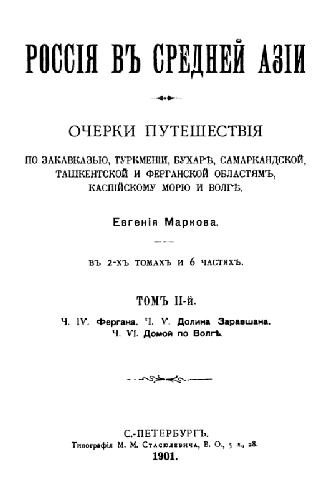 РОССІЯ ВЪ СРЕДНЕЙ АЗІИ
ОЧЕРКИ ПУТЕШЕСТВІЯ
ПО ЗАКАВКАЗЬЮ, ТУРКМЕНІИ, БУХАРѢ, САМАРКАНДСКОЙ,
ТАШКЕНТСКОЙ И ФЕРГАНСКОЙ ОБЛАСТЯМЪ,
КАСПІЙСКОМУ МОРЮ И ВОЛГѢ.
Евгенія Маркова.
ВЪ 2-ХЪ ТОМАХЪ И 6 ЧАСТЯХЪ.
ТОМЪ II-й.
Ч. IV. Фергана. Ч. V. Долина Заравшана.
Ч. VI. Домой по Волгѣ.
С.-ПЕТЕРБУРГЪ.
Типографія М. М. Стасюлевича, В. О., 5 л., 28.
1901.